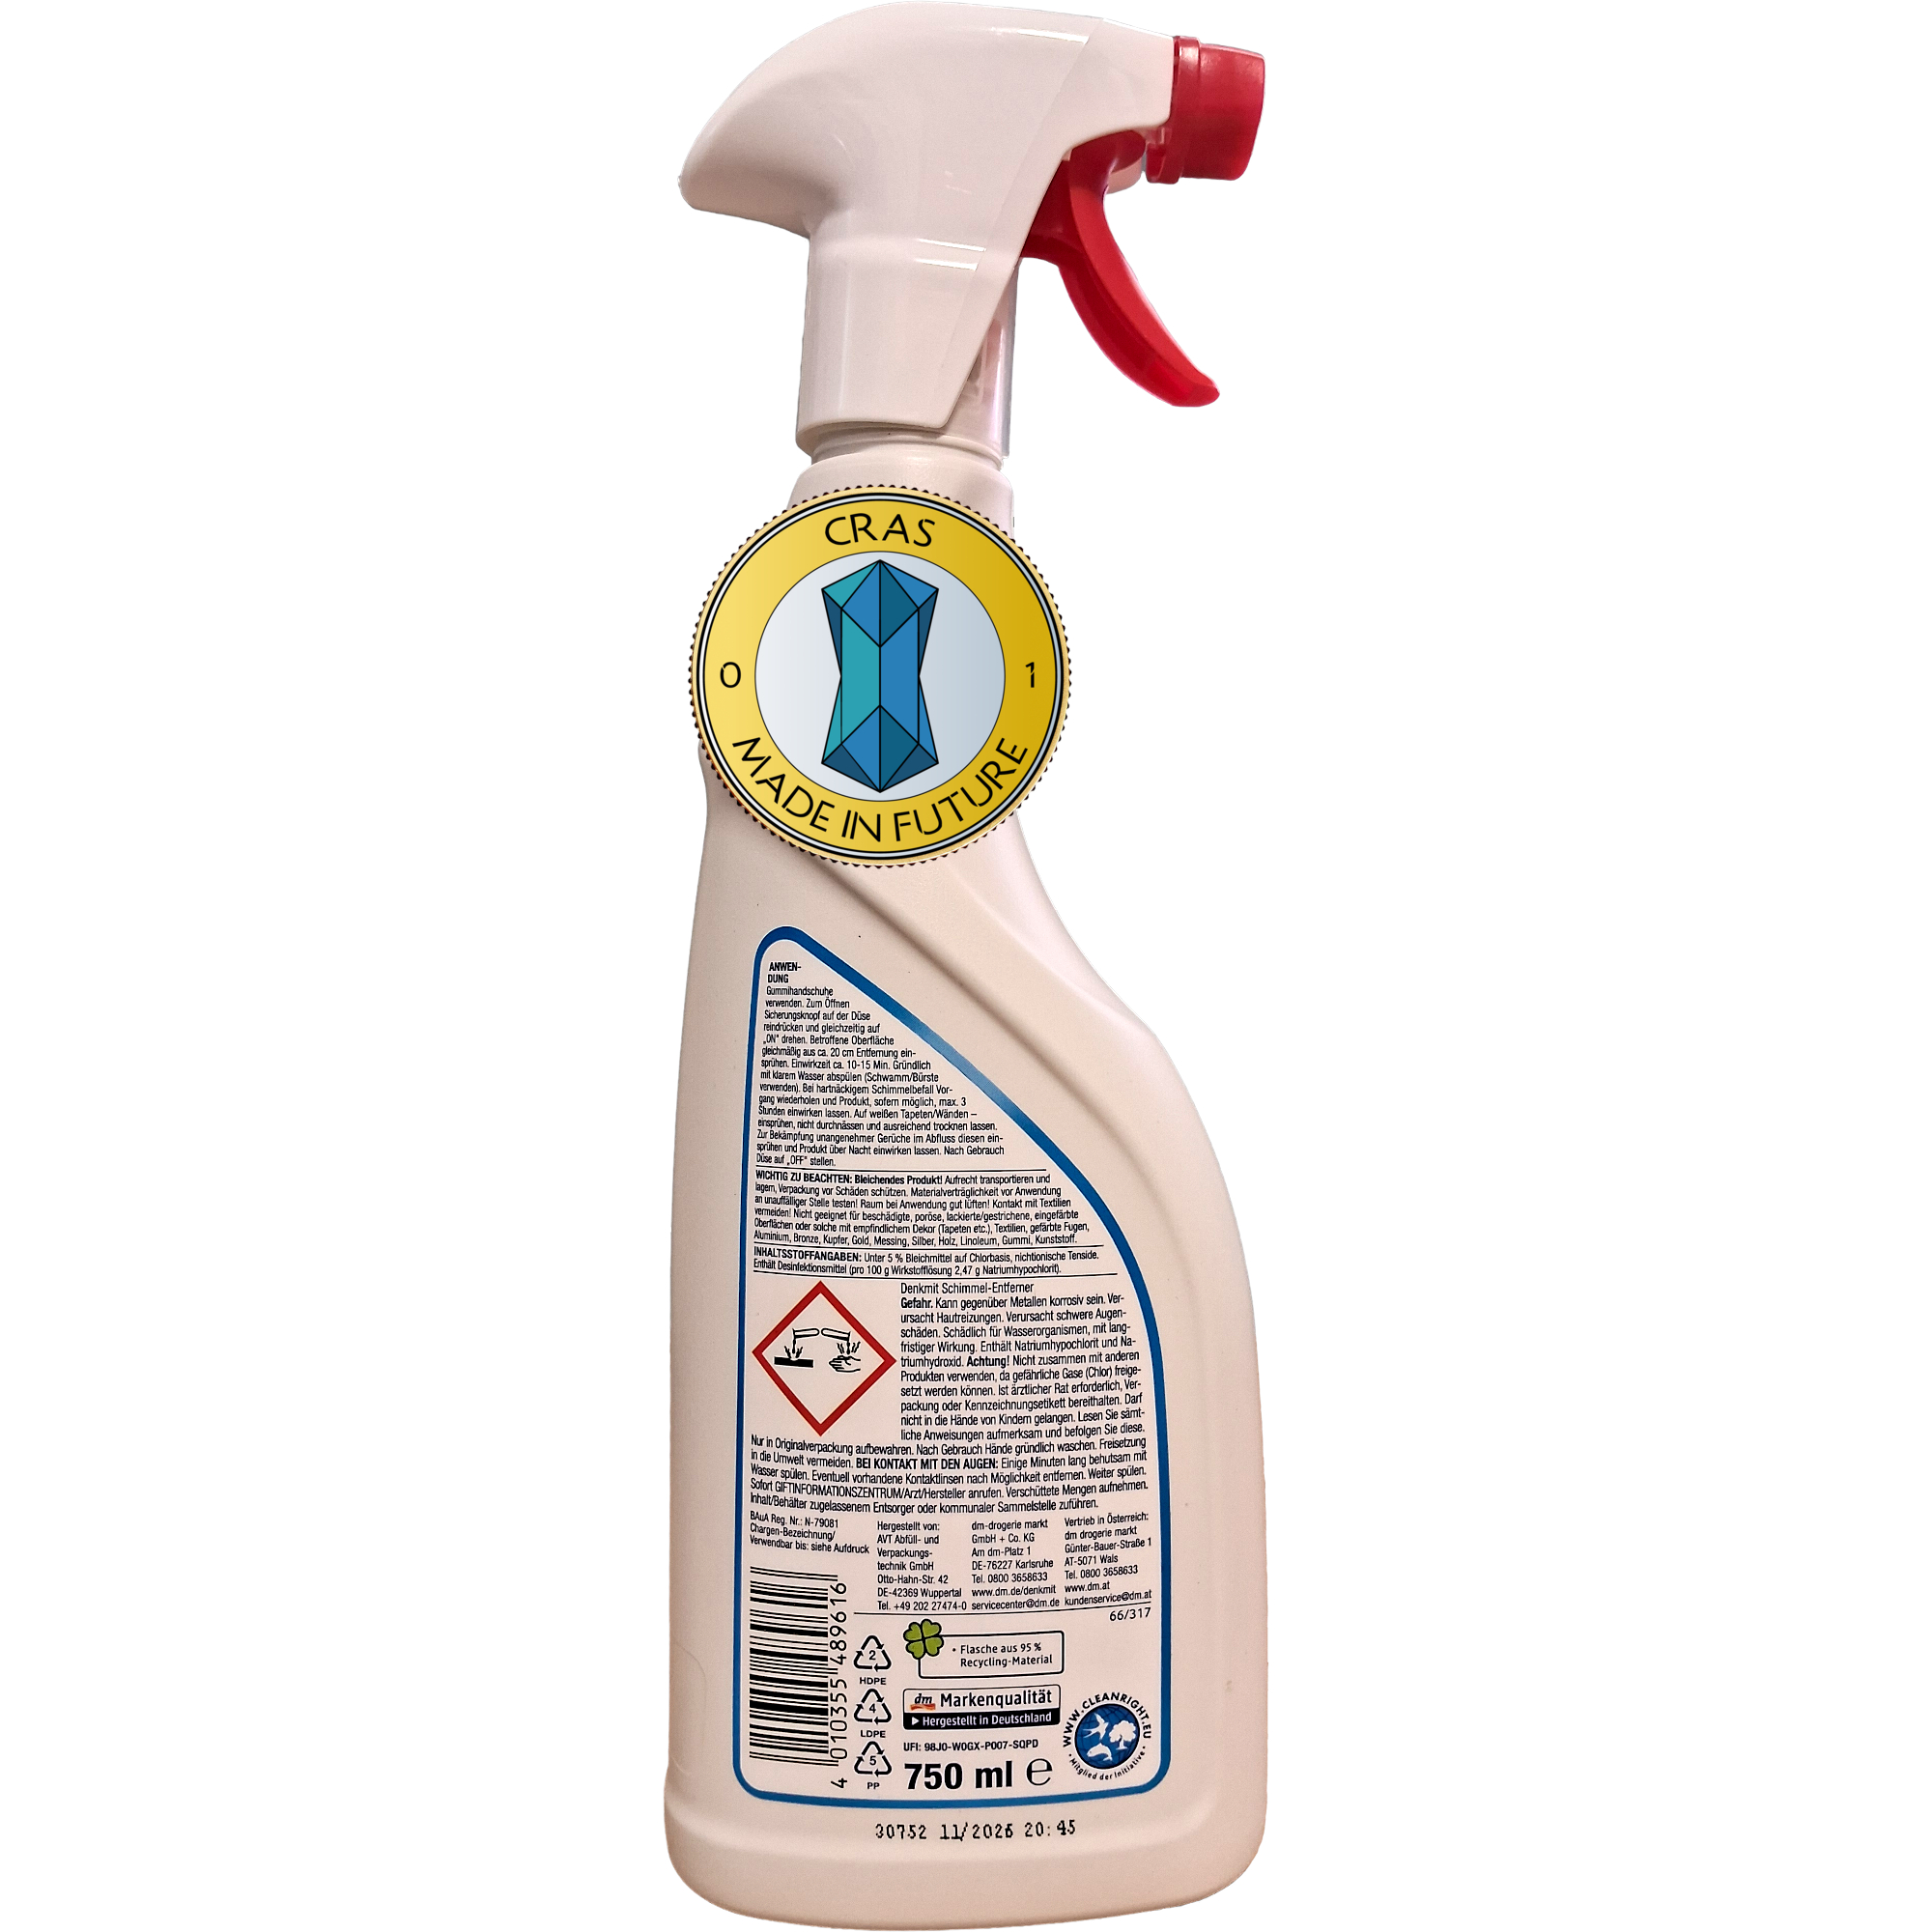 CRAS
0 1
MADE IN FUTURE
ANWEN-
DUNG
Gummihandschuhe
verwenden. Zum Öffnen
Sicherungsknopf auf der Düse
reindrücken und gleichzeitig auf
„ON“ drehen. Betroffene Oberfläche
gleichmäßig aus ca. 20 cm Entfernung ein-
sprühen. Einwirkzeit ca. 10-15 Min. Gründlich
mit klarem Wasser abspülen (Schwamm/Bürste
verwenden). Bei hartnäckigem Schimmelbefall Vor-
gang wiederholen und Produkt, sofern möglich, max. 3
Stunden einwirken lassen. Auf weißen Tapeten/Wänden –
einsprühen, nicht durchnässen und ausreichend trocknen lassen.
Zur Bekämpfung unangenehmer Gerüche im Abfluss diesen ein-
sprühen und Produkt über Nacht einwirken lassen. Nach Gebrauch
Düse auf „OFF“ stellen.
WICHTIG ZU BEACHTEN: Bleichendes Produkt! Aufrecht transportieren und
lagern, Verpackung vor Schäden schützen. Materialverträglichkeit vor Anwendung
an unauffälliger Stelle testen! Raum bei Anwendung gut lüften! Kontakt mit Textilien
vermeiden! Nicht geeignet für beschädigte, poröse, lackierte/gestrichene, eingefärbte
Oberflächen oder solche mit empfindlichem Dekor (Tapeten etc.), Textilien, gefärbte Fugen,
Aluminium, Bronze, Kupfer, Gold, Messing, Silber, Holz, Linoleum, Gummi, Kunststoff.
INHALTSSTOFFANGABEN: Unter 5 % Bleichmittel auf Chlorbasis, nichtionische Tenside.
Enthält Desinfektionsmittel (pro 100 g Wirkstofflösung 2,47 g Natriumhypochlorit).
Denkmit Schimmel-Entferner
Gefahr. Kann gegenüber Metallen korrosiv sein. Ver-
ursacht Hautreizungen. Verursacht schwere Augen-
schäden. Schädlich für Wasserorganismen, mit lang-
fristiger Wirkung. Enthält Natriumhypochlorit und Na-
triumhydroxid. Achtung! Nicht zusammen mit anderen
Produkten verwenden, da gefährliche Gase (Chlor) freige-
setzt werden können. Ist ärztlicher Rat erforderlich, Ver-
packung oder Kennzeichnungsetikett bereithalten. Darf
nicht in die Hände von Kindern gelangen. Lesen Sie sämt-
liche Anweisungen aufmerksam und befolgen Sie diese.
Nur in Originalverpackung aufbewahren. Nach Gebrauch Hände gründlich waschen. Freisetzung
in die Umwelt vermeiden. BEI KONTAKT MIT DEN AUGEN: Einige Minuten lang behutsam mit
Wasser spülen. Eventuell vorhandene Kontaktlinsen nach Möglichkeit entfernen. Weiter spülen.
Sofort GIFTINFORMATIONSZENTRUM/Arzt/Hersteller anrufen. Verschüttete Mengen aufnehmen.
Inhalt/Behälter zugelassenem Entsorger oder kommunaler Sammelstelle zuführen.
BAuA Reg. Nr.: N-79081
Chargen-Bezeichnung/
Verwendbar bis: siehe Aufdruck
Hergestellt von:
AVT Abfüll- und
Verpackungs-
technik GmbH
Otto-Hahn-Str. 42
DE-42369 Wuppertal
Tel. +49 202 27474-0
dm-drogerie markt
GmbH + Co. KG
Am dm-Platz 1
DE-76227 Karlsruhe
Tel. 0800 3658633
www.dm.de/denkmit
servicecenter@dm.de
Vertrieb in Österreich:
dm drogerie markt
Günter-Bauer-Straße 1
AT-5071 Wals
Tel. 0800 3658633
www.dm.at
kundenservice@dm.at
66/317
4 010355 489616
2
HDPE
4
LDPE
5
PP
• Flasche aus 95 %
Recycling-Material
dm Markenqualität
Hergestellt in Deutschland
UFI: 98J0-W0GX-P007-SQPD
750 ml e
WWW.CLEANRIGHT.EU
• Mitglied der Initiative •
30752 11/2026 20:45